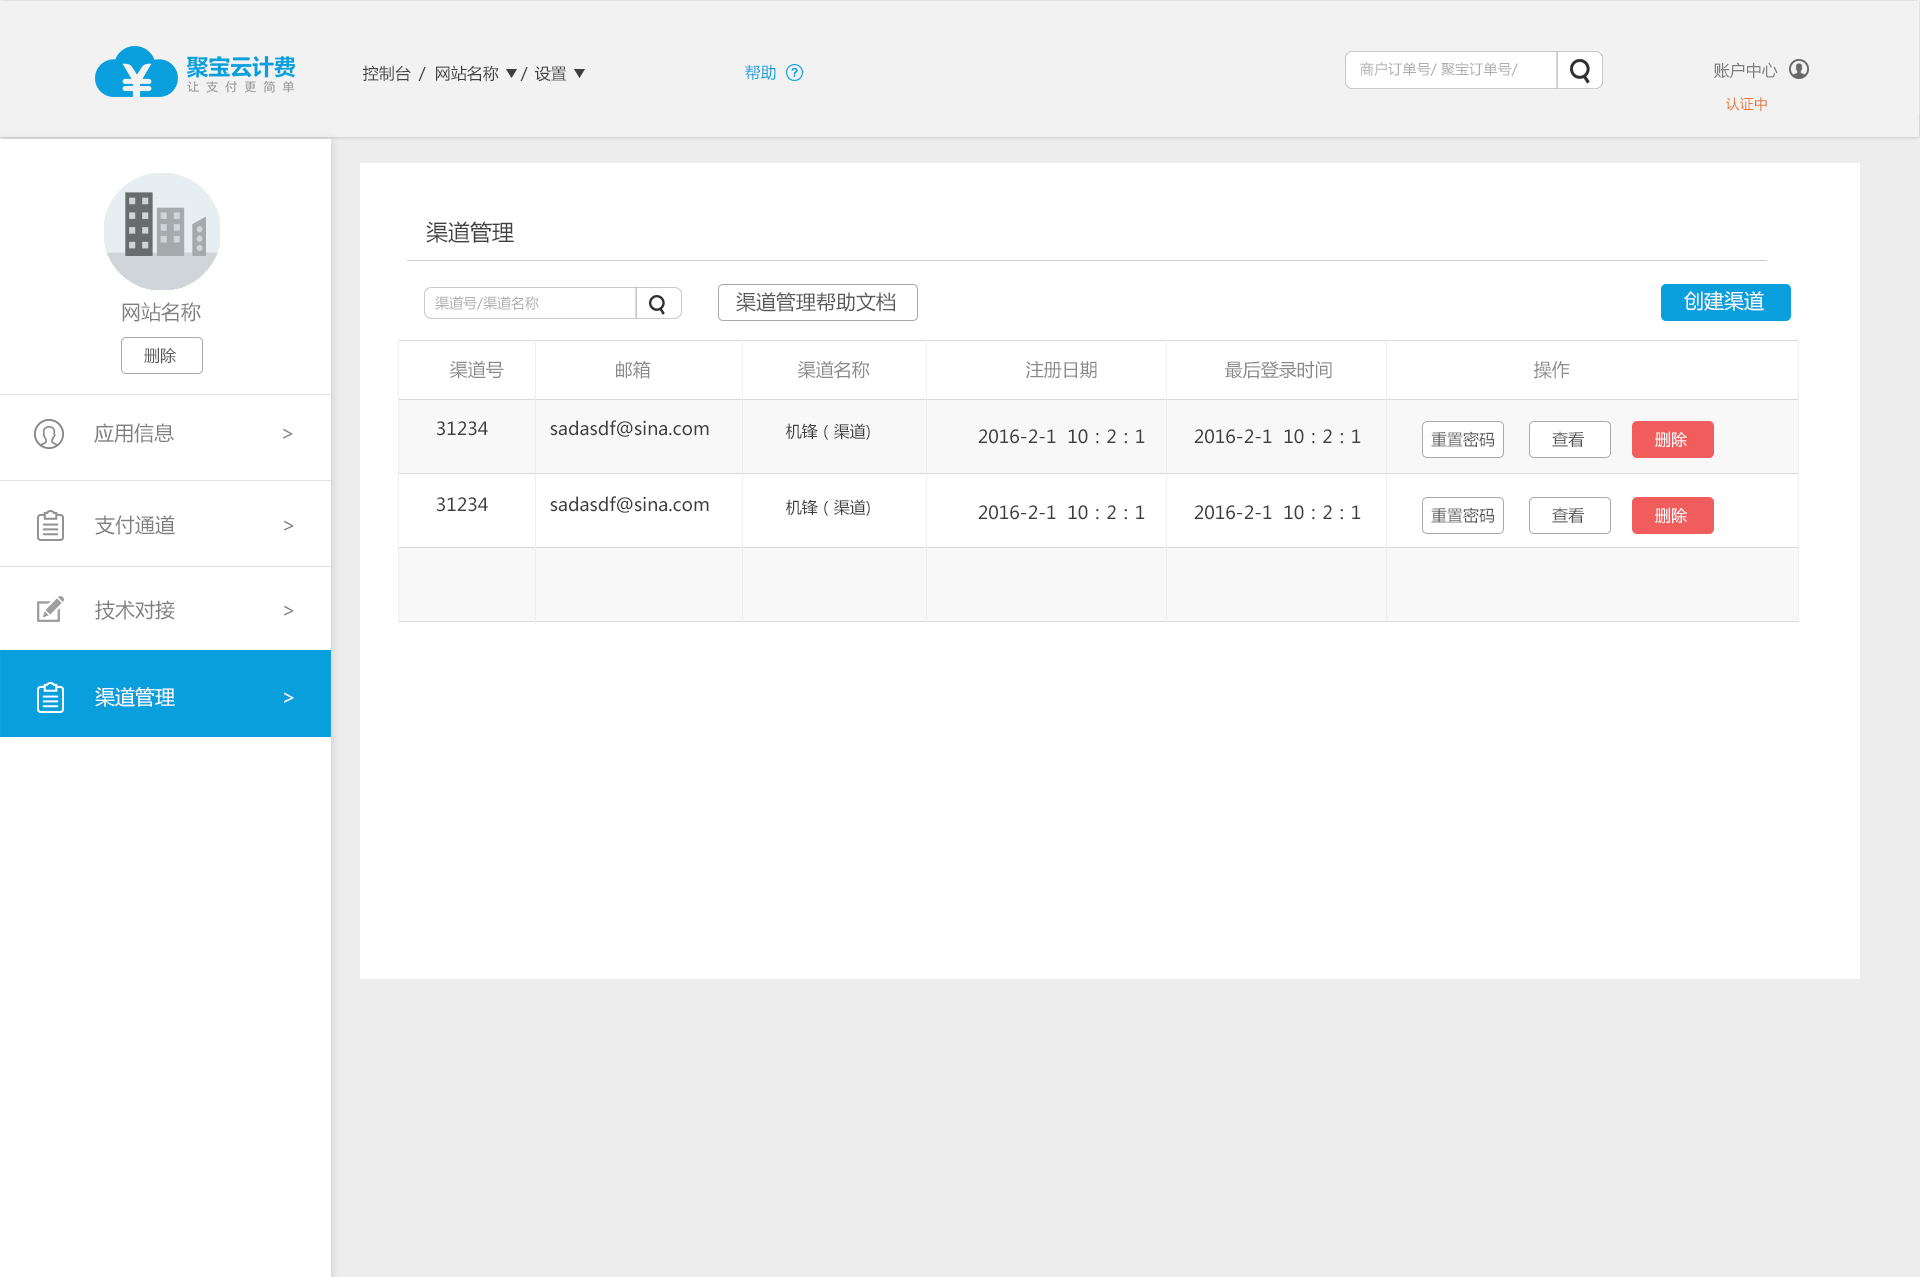 聚宝云计费
让支付更简单
控制台 / 网站名称 ▼ / 设置 ▼
帮助 ?
商户订单号/ 聚宝订单号/
账户中心
认证中
网站名称
删除
应用信息 >
支付通道 >
技术对接 >
渠道管理 >
渠道管理
渠道号/渠道名称
渠道管理帮助文档
创建渠道
渠道号 邮箱 渠道名称 注册日期 最后登录时间 操作
31234 sadasdf@sina.com 机锋（渠道) 2016-2-1 10：2：1 2016-2-1 10：2：1 重置密码 查看 删除
31234 sadasdf@sina.com 机锋（渠道) 2016-2-1 10：2：1 2016-2-1 10：2：1 重置密码 查看 删除